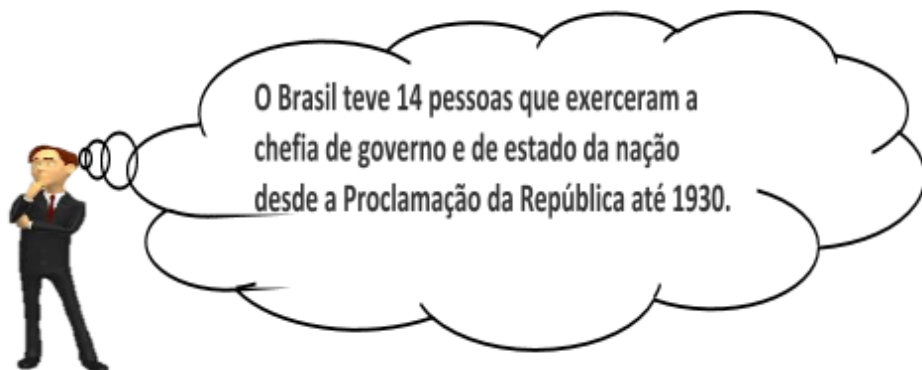 O Brasil teve 14 pessoas que exerceram a
chefia de governo e de estado da nação
desde a Proclamação da República até 1930.